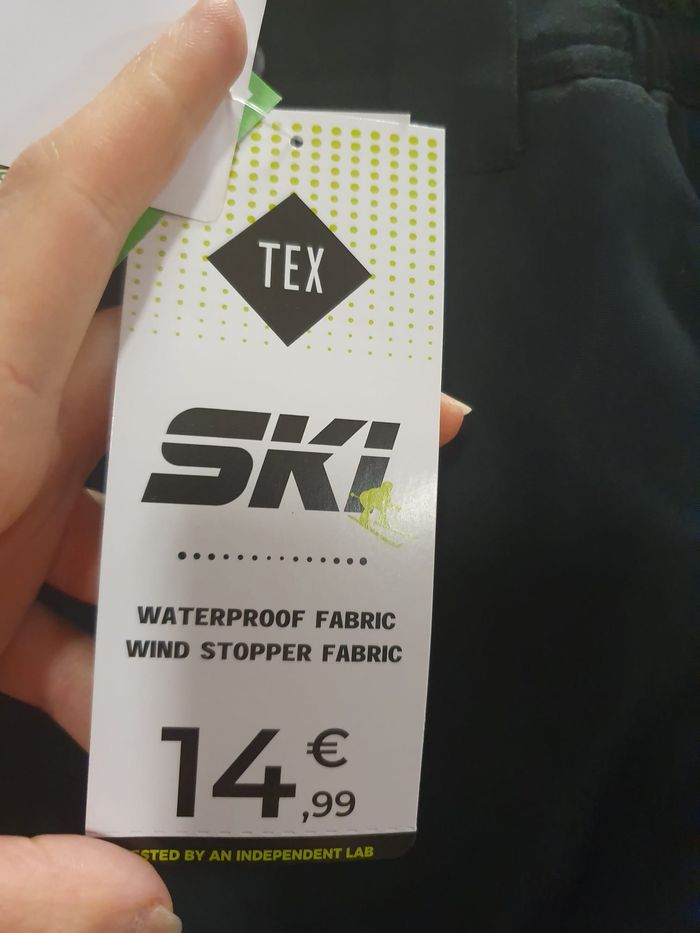 TEX
SKI
WATERPROOF FABRIC
WIND STOPPER FABRIC
14,99 €
BY AN INDEPENDENT LAB